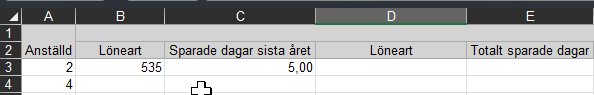 A B C D E
1
2 Anställd Löneart Sparade dagar sista året Löneart Totalt sparade dagar
3 2 535 5,00
4 4